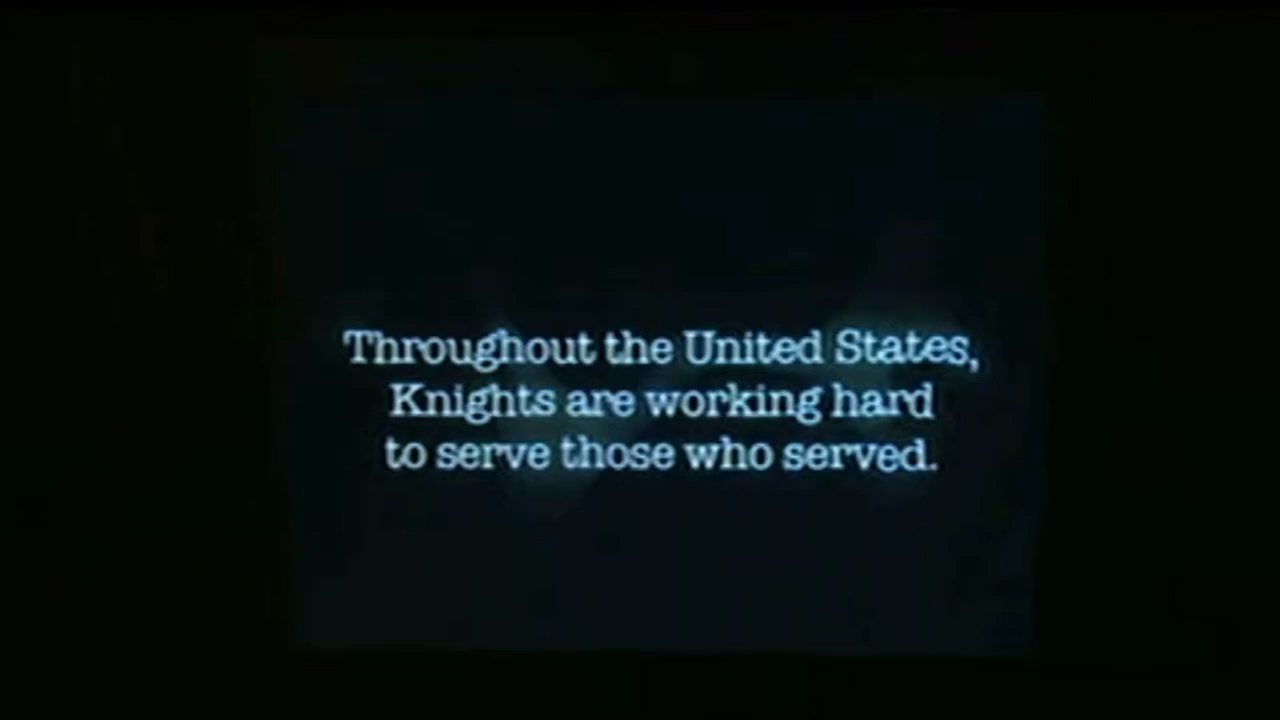 Throughout the United States,
Knights are working hard
to serve those who served.